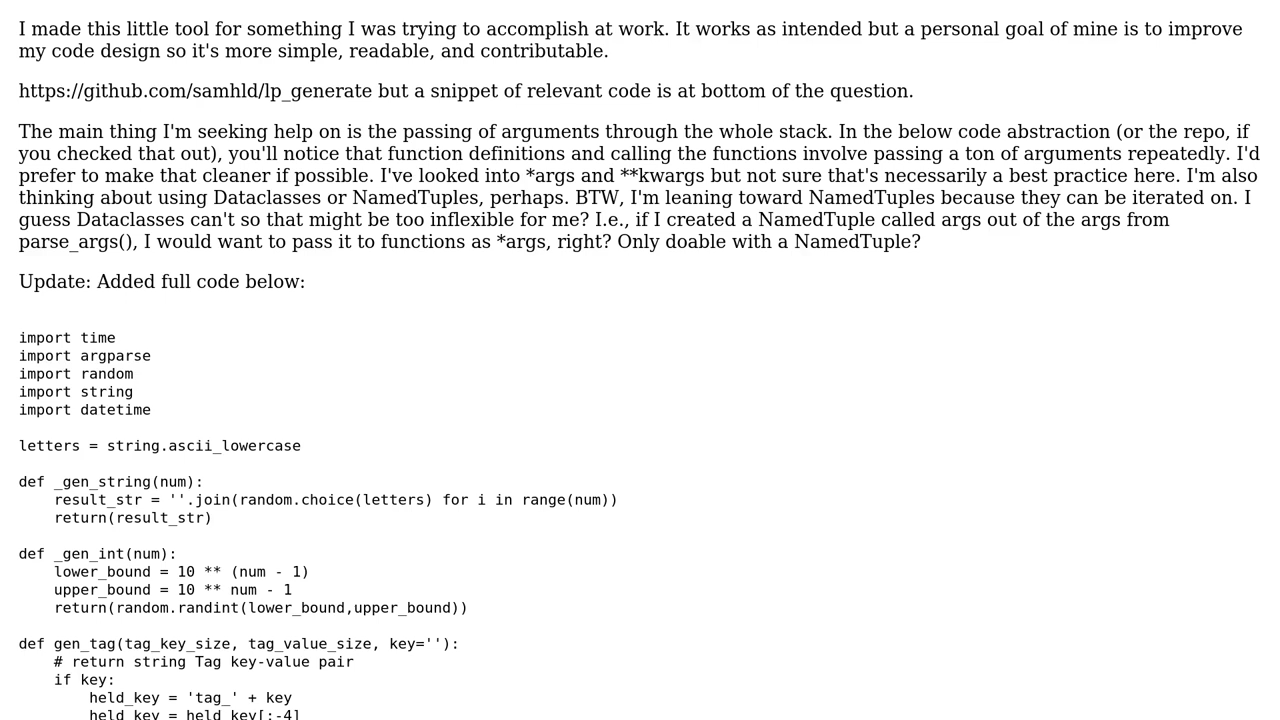 I made this little tool for something I was trying to accomplish at work. It works as intended but a personal goal of mine is to improve
my code design so it's more simple, readable, and contributable.
https://github.com/samhld/lp_generate but a snippet of relevant code is at bottom of the question.
The main thing I'm seeking help on is the passing of arguments through the whole stack. In the below code abstraction (or the repo, if
you checked that out), you'll notice that function definitions and calling the functions involve passing a ton of arguments repeatedly. I'd
prefer to make that cleaner if possible. I've looked into *args and **kwargs but not sure that's necessarily a best practice here. I'm also
thinking about using Dataclasses or NamedTuples, perhaps. BTW, I'm leaning toward NamedTuples because they can be iterated on. I
guess Dataclasses can't so that might be too inflexible for me? I.e., if I created a NamedTuple called args out of the args from
parse_args(), I would want to pass it to functions as *args, right? Only doable with a NamedTuple?
Update: Added full code below:
import time
import argparse
import random
import string
import datetime
letters = string.ascii_lowercase
def _gen_string(num):
    result_str = ''.join(random.choice(letters) for i in range(num))
    return(result_str)
def _gen_int(num):
    lower_bound = 10 ** (num - 1)
    upper_bound = 10 ** num - 1
    return(random.randint(lower_bound,upper_bound))
def gen_tag(tag_key_size, tag_value_size, key=''):
    # return string Tag key-value pair
    if key:
        held_key = 'tag_' + key
        held_key = held_key[:-4]